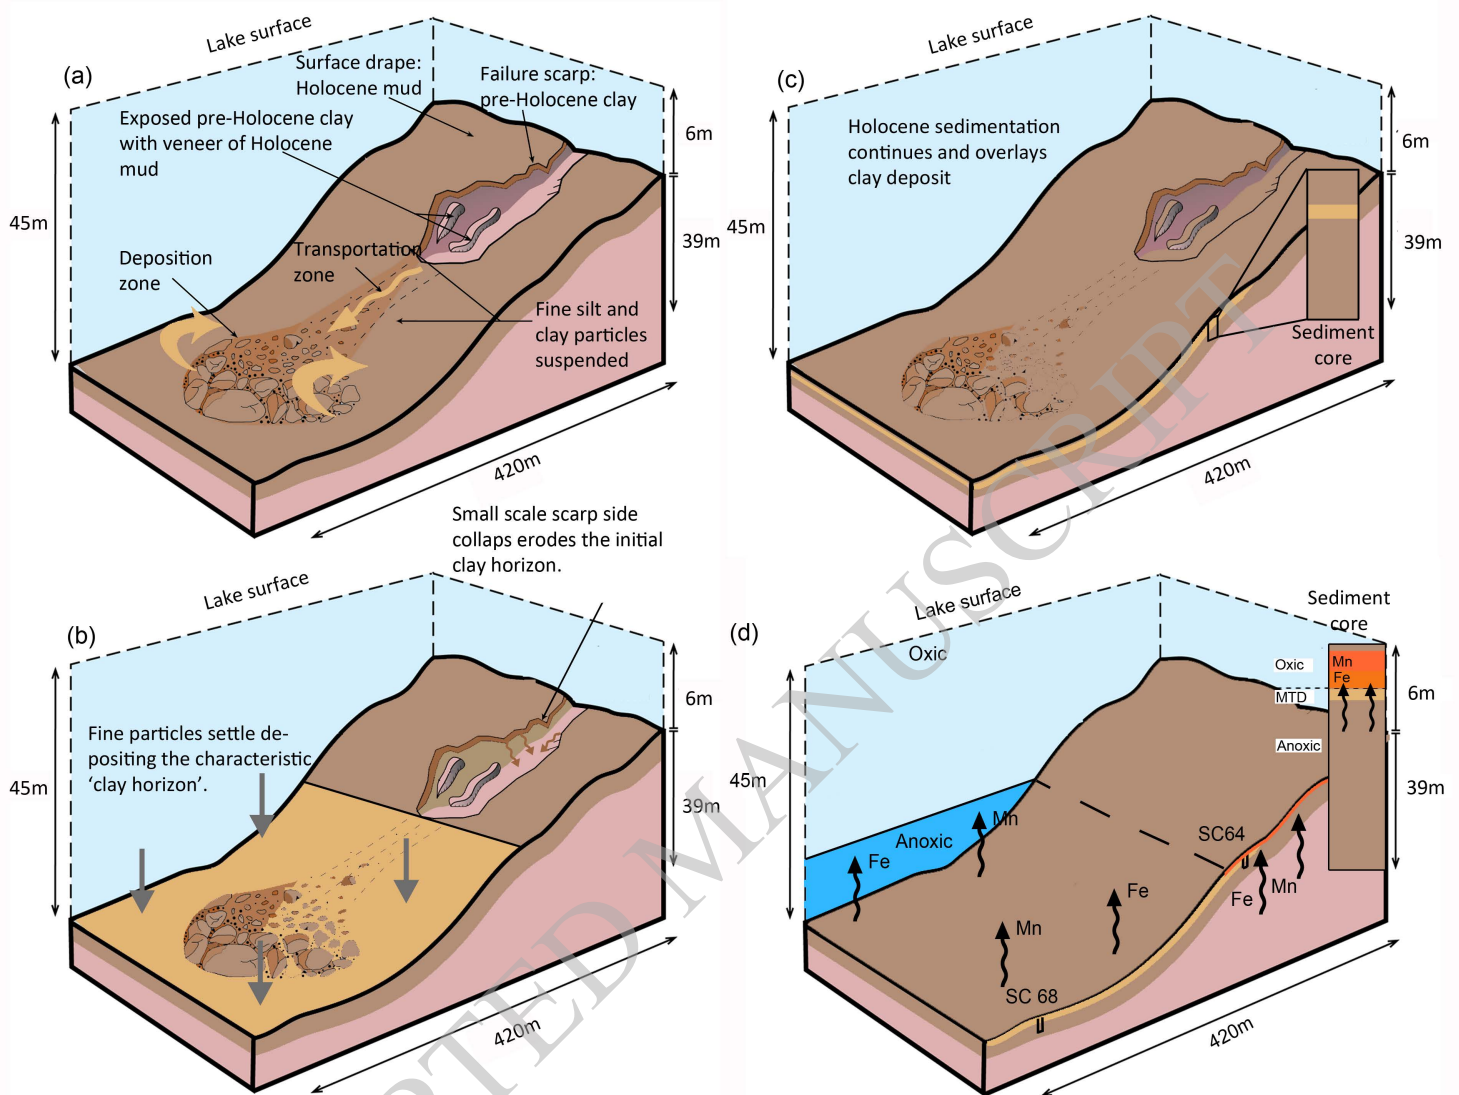 (a)
Lake surface
Surface drape:
Holocene mud
Failure scarp:
pre-Holocene clay
Exposed pre-Holocene clay
with veneer of Holocene
mud
6m
45m
39m
Deposition
zone
Transportation
zone
Fine silt and
clay particles
suspended
420m
(c)
Lake surface
Holocene sedimentation
continues and overlays
clay deposit
6m
45m
39m
Sediment
core
420m
(b)
Lake surface
Small scale scarp side
collaps erodes the initial
clay horizon.
Fine particles settle de-
positing the characteristic
‘clay horizon’.
6m
45m
39m
420m
(d)
Lake surface
Oxic
Sediment
core
Oxic
Mn
Fe
MTD
Anoxic
6m
45m
39m
Anoxic
Mn
Fe
SC64
Fe
Mn
Fe
Mn
SC 68
420m
PTED MANUSCRIPT